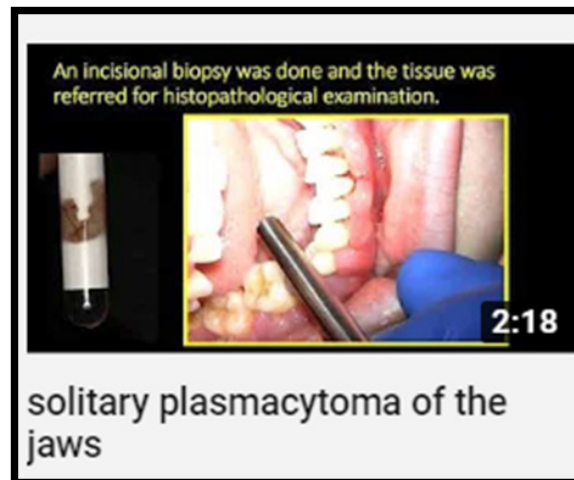 An incisional biopsy was done and the tissue was
referred for histopathological examination.
2:18
solitary plasmacytoma of the
jaws